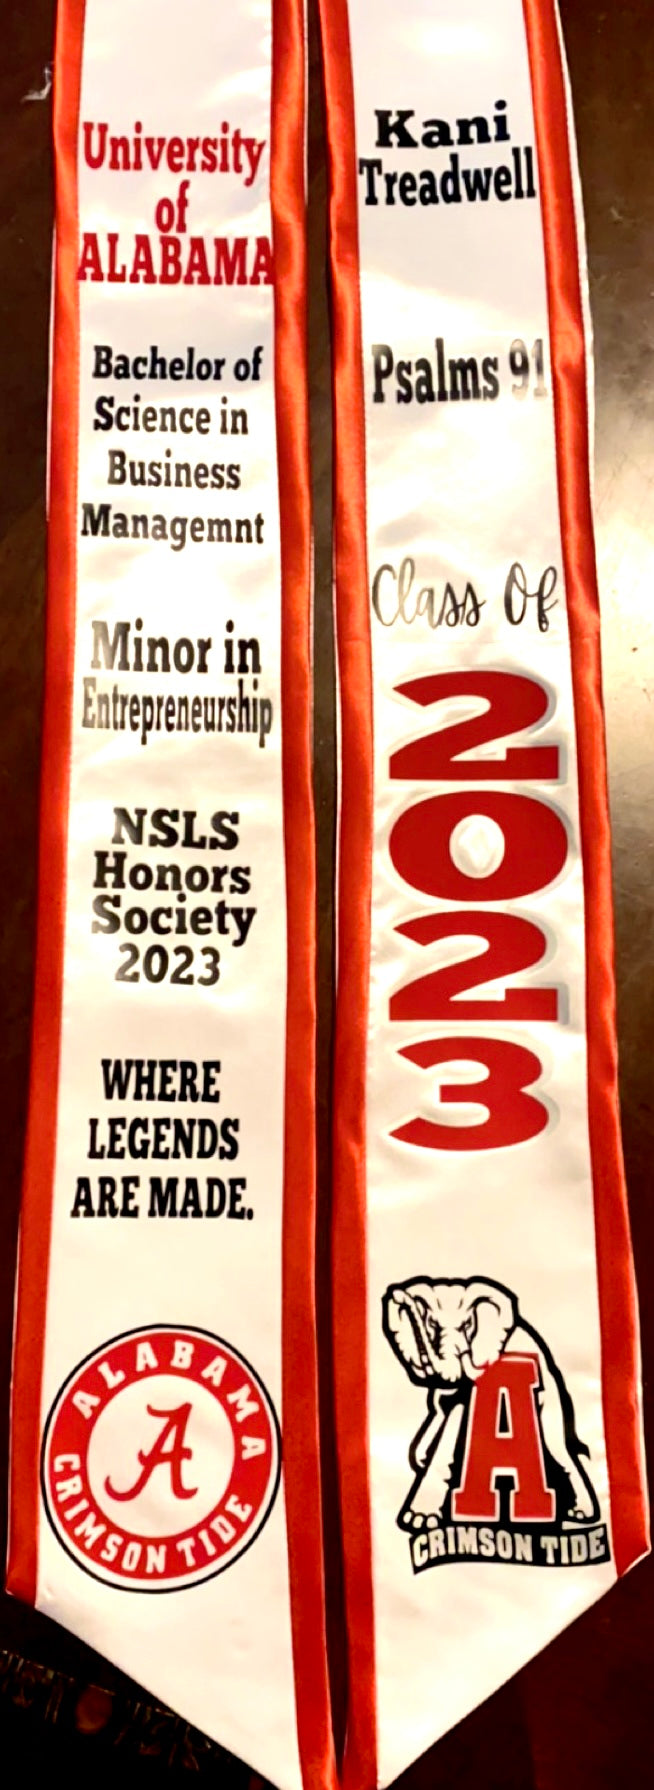 University
of
ALABAMA
Bachelor of
Science in
Business
Managemnt
Minor in
Entrepreneurship
NSLS
Honors
Society
2023
WHERE
LEGENDS
ARE MADE.
ALABAMA
A
CRIMSON TIDE
Kani
Treadwell
Psalms 91
Class Of
2
0
2
3
A
CRIMSON TIDE